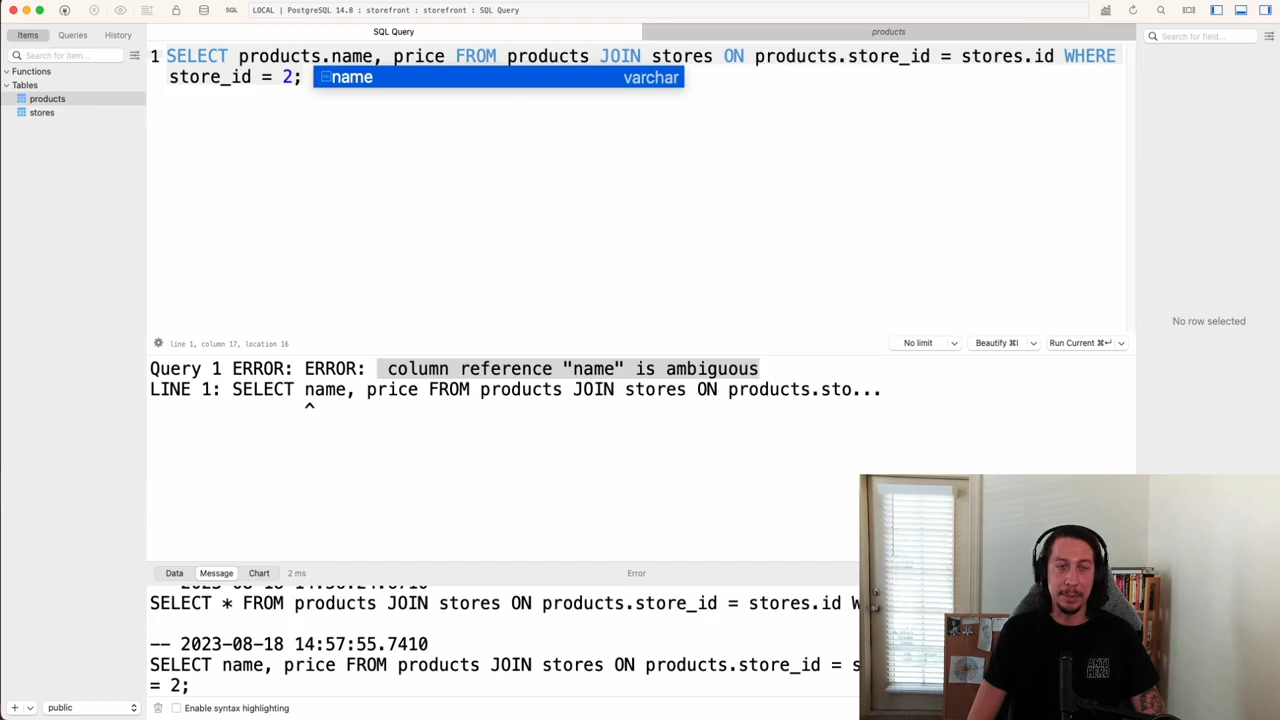 LOCAL | PostgreSQL 14.8 : storefront : storefront : SQL Query
SQL
Items
Queries
History
Search for item...
Functions
Tables
products
stores
SQL Query
products
1 SELECT products.name, price FROM products JOIN stores ON products.store_id = stores.id WHERE
store_id = 2;
name varchar
Search for field...
No row selected
line 1, column 17, location 16
No limit
Beautify ⌘I
Run Current ⌘↵
Query 1 ERROR: ERROR: column reference "name" is ambiguous
LINE 1: SELECT name, price FROM products JOIN stores ON products.sto...
^
Data
Message
Chart
2 ms
Error
SELECT * FROM products JOIN stores ON products.store_id = stores.id W
-- 2023-08-18 14:57:55.7410
SELECT name, price FROM products JOIN stores ON products.store_id = s
= 2;
public
Enable syntax highlighting
ANTI
HERO